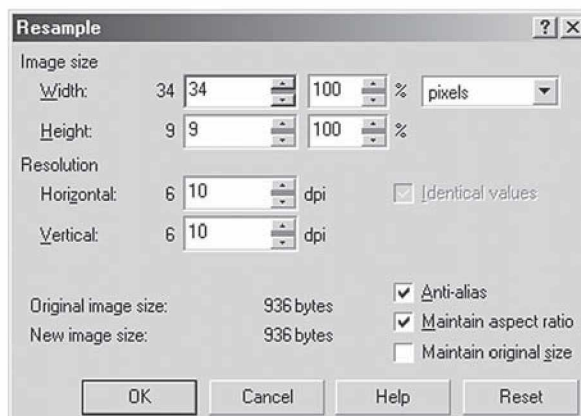 Resample
Image size
Width: 34 34 100 % pixels
Height: 9 9 100 %
Resolution
Horizontal: 6 10 dpi Identical values
Vertical: 6 10 dpi
Original image size: 936 bytes
New image size: 936 bytes
Anti-alias
Maintain aspect ratio
Maintain original size
OK Cancel Help Reset